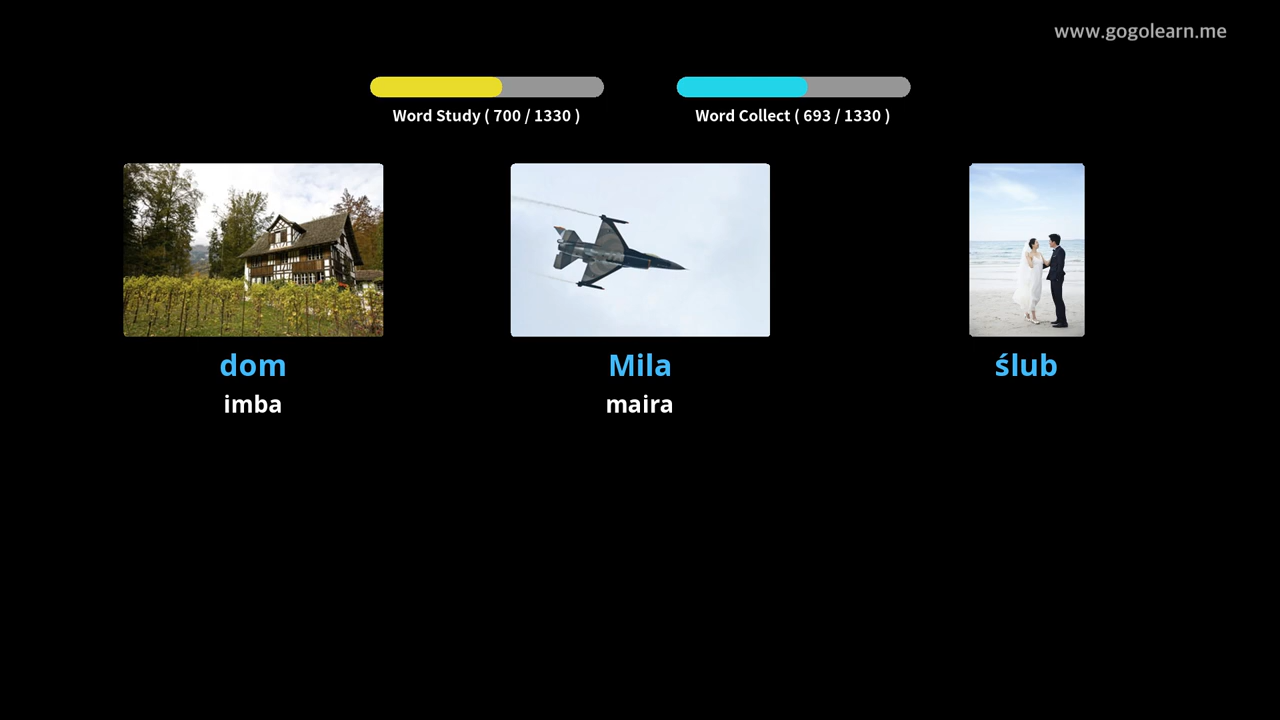 www.gogolearn.me
Word Study ( 700 / 1330 )
Word Collect ( 693 / 1330 )
dom
imba
Mila
maira
ślub